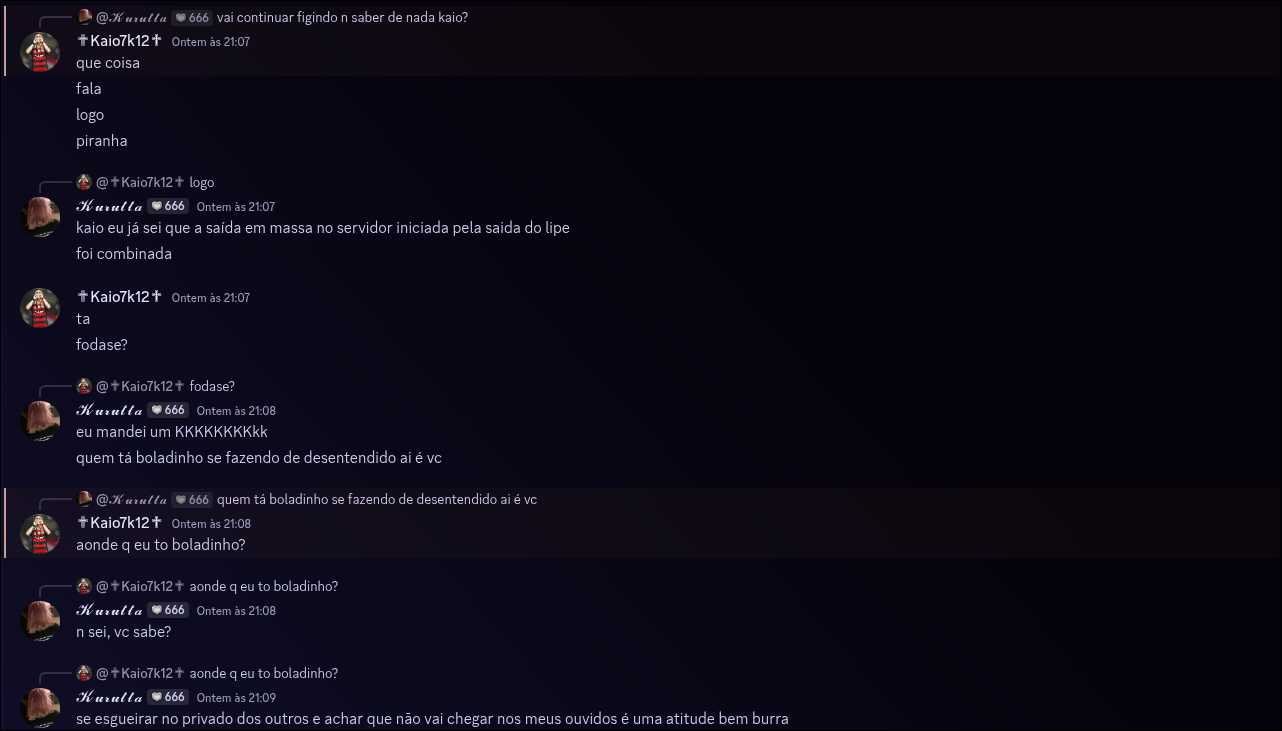 @𝒦𝓊𝓇𝓊𝓉𝓉𝒶 666 vai continuar figindo n saber de nada kaio?
✝Kaio7k12✝ Ontem às 21:07
que coisa
fala
logo
piranha
@✝Kaio7k12✝ logo
𝒦𝓊𝓇𝓊𝓉𝓉𝒶 666 Ontem às 21:07
kaio eu já sei que a saída em massa no servidor iniciada pela saida do lipe
foi combinada
✝Kaio7k12✝ Ontem às 21:07
ta
fodase?
@✝Kaio7k12✝ fodase?
𝒦𝓊𝓇𝓊𝓉𝓉𝒶 666 Ontem às 21:08
eu mandei um KKKKKKKKkk
quem tá boladinho se fazendo de desentendido ai é vc
@𝒦𝓊𝓇𝓊𝓉𝓉𝒶 666 quem tá boladinho se fazendo de desentendido ai é vc
✝Kaio7k12✝ Ontem às 21:08
aonde q eu to boladinho?
@✝Kaio7k12✝ aonde q eu to boladinho?
𝒦𝓊𝓇𝓊𝓉𝓉𝒶 666 Ontem às 21:08
n sei, vc sabe?
@✝Kaio7k12✝ aonde q eu to boladinho?
𝒦𝓊𝓇𝓊𝓉𝓉𝒶 666 Ontem às 21:09
se esgueirar no privado dos outros e achar que não vai chegar nos meus ouvidos é uma atitude bem burra